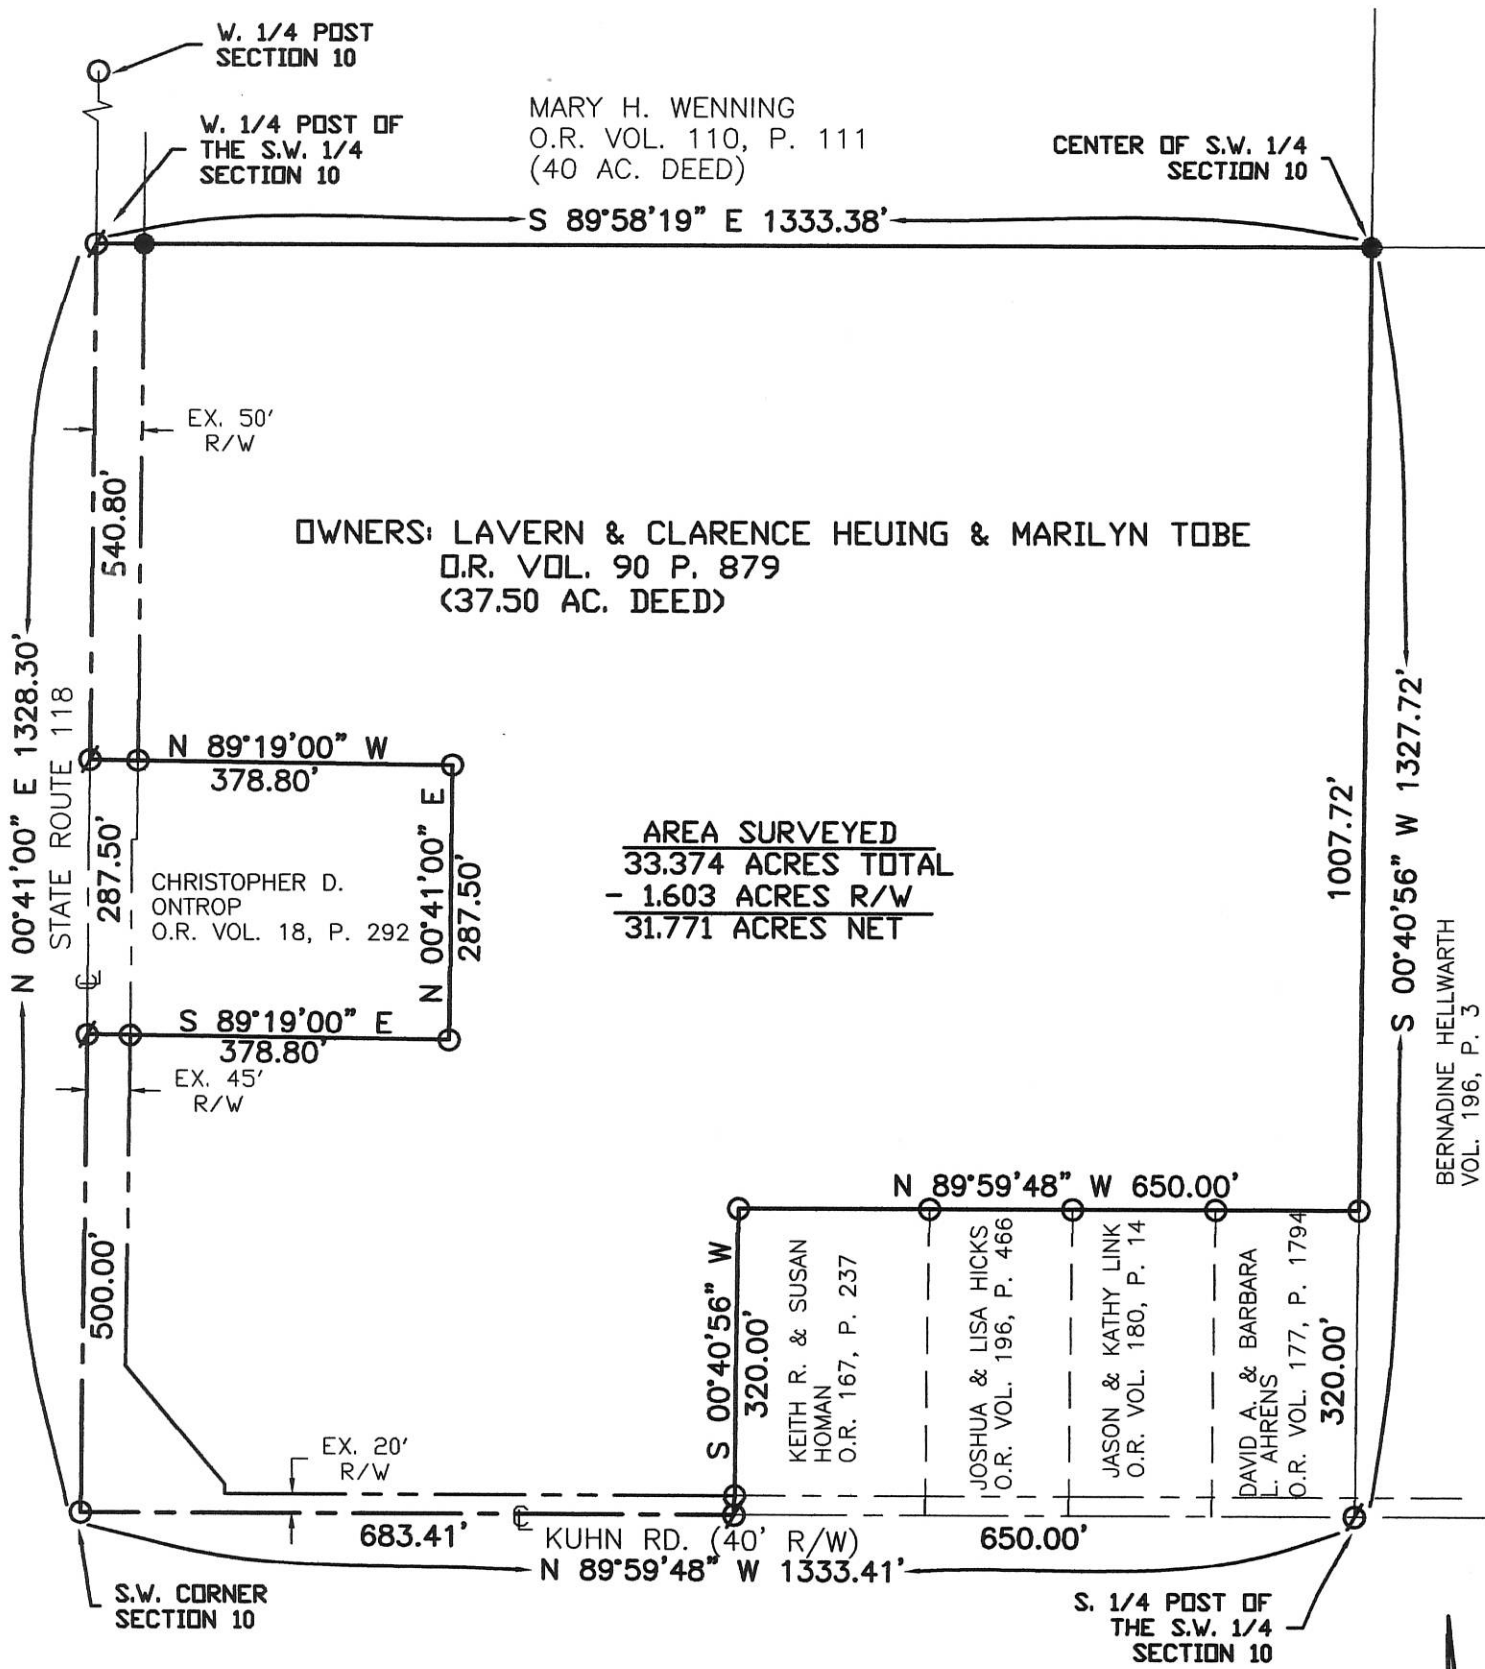 W. 1/4 POST
SECTION 10
W. 1/4 POST OF
THE S.W. 1/4
SECTION 10
MARY H. WENNING
O.R. VOL. 110, P. 111
(40 AC. DEED)
CENTER OF S.W. 1/4
SECTION 10
S 89°58'19" E 1333.38'
EX. 50'
R/W
540.80'
OWNERS: LAVERN & CLARENCE HEUING & MARILYN TOBE
O.R. VOL. 90 P. 879
(37.50 AC. DEED)
N 00°41'00" E 1328.30'
STATE ROUTE 118
S 00°40'56" W 1327.72'
1007.72'
N 89°19'00" W
378.80'
287.50'
CHRISTOPHER D.
ONTROP
O.R. VOL. 18, P. 292
N 00°41'00" E
287.50'
AREA SURVEYED
33.374 ACRES TOTAL
- 1.603 ACRES R/W
31.771 ACRES NET
BERNADINE HELLWARTH
VOL. 196, P. 3
℄
S 89°19'00" E
378.80'
EX. 45'
R/W
500.00'
N 89°59'48" W 650.00'
S 00°40'56" W
320.00'
KEITH R. & SUSAN
HOMAN
O.R. 167, P. 237
JOSHUA & LISA HICKS
O.R. VOL. 196, P. 466
JASON & KATHY LINK
O.R. VOL. 180, P. 14
DAVID A. & BARBARA
L. AHRENS
O.R. VOL. 177, P. 1794
320.00'
EX. 20'
R/W
683.41'
℄
KUHN RD. (40' R/W)
650.00'
N 89°59'48" W 1333.41'
S.W. CORNER
SECTION 10
S. 1/4 POST OF
THE S.W. 1/4
SECTION 10